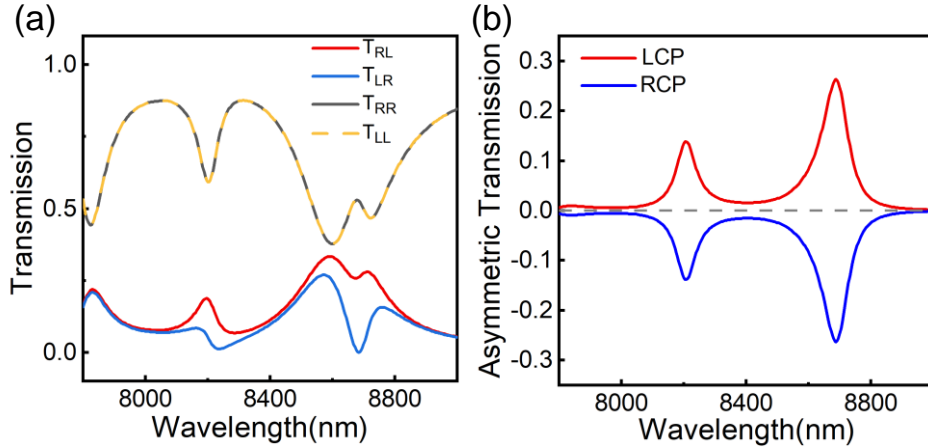 (a)
1.0
0.5
0.0
Transmission
T_RL
T_LR
T_RR
T_LL
8000
8400
8800
Wavelength(nm)
(b)
0.3
0.2
0.1
0.0
-0.1
-0.2
-0.3
Asymmetric Transmission
LCP
RCP
8000
8400
8800
Wavelength(nm)